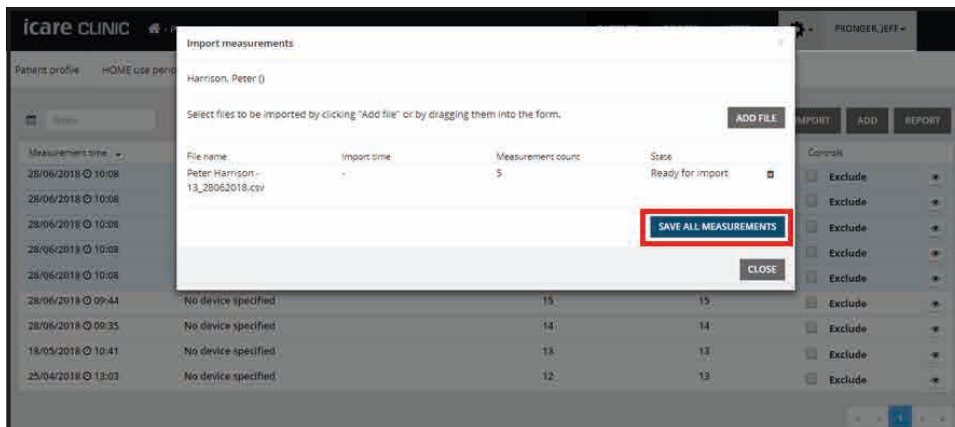 icare CLINIC
PRONGER, JEFF
Import measurements
Patient profile HOME use perio
Harrison, Peter ()
Select files to be imported by clicking "Add file" or by dragging them into the form.
ADD FILE
IMPORT ADD REPORT
Measurement time
File name Import time Measurement count State
Controls
28/06/2018 10:08
Peter Harrison - 13_28062018.csv
- 5 Ready for import
Exclude
28/06/2018 10:08 Exclude
28/06/2018 10:08 SAVE ALL MEASUREMENTS Exclude
28/06/2018 10:08 Exclude
28/06/2018 10:08 CLOSE Exclude
28/06/2018 09:44 No device specified 15 15 Exclude
28/06/2018 09:35 No device specified 14 14 Exclude
18/05/2018 10:41 No device specified 13 13 Exclude
25/04/2018 13:03 No device specified 12 13 Exclude
1